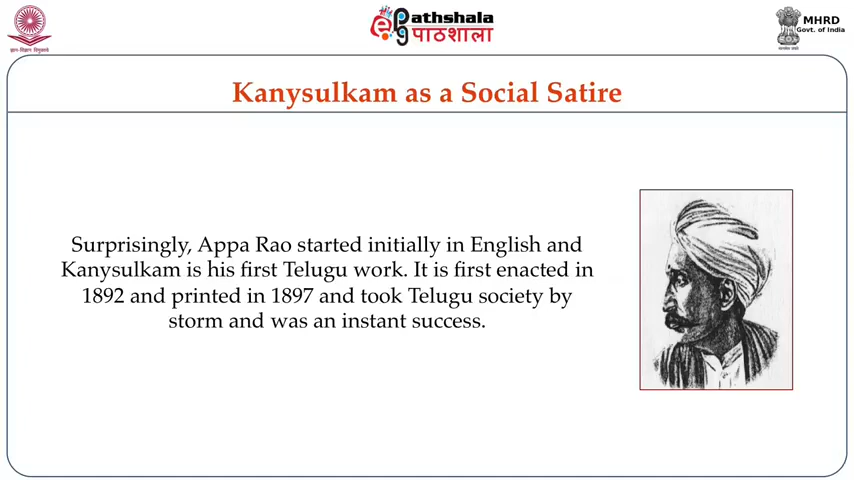 ePathshala
पाठशाला
MHRD
Govt. of India
Kanysulkam as a Social Satire
Surprisingly, Appa Rao started initially in English and
Kanysulkam is his first Telugu work. It is first enacted in
1892 and printed in 1897 and took Telugu society by
storm and was an instant success.